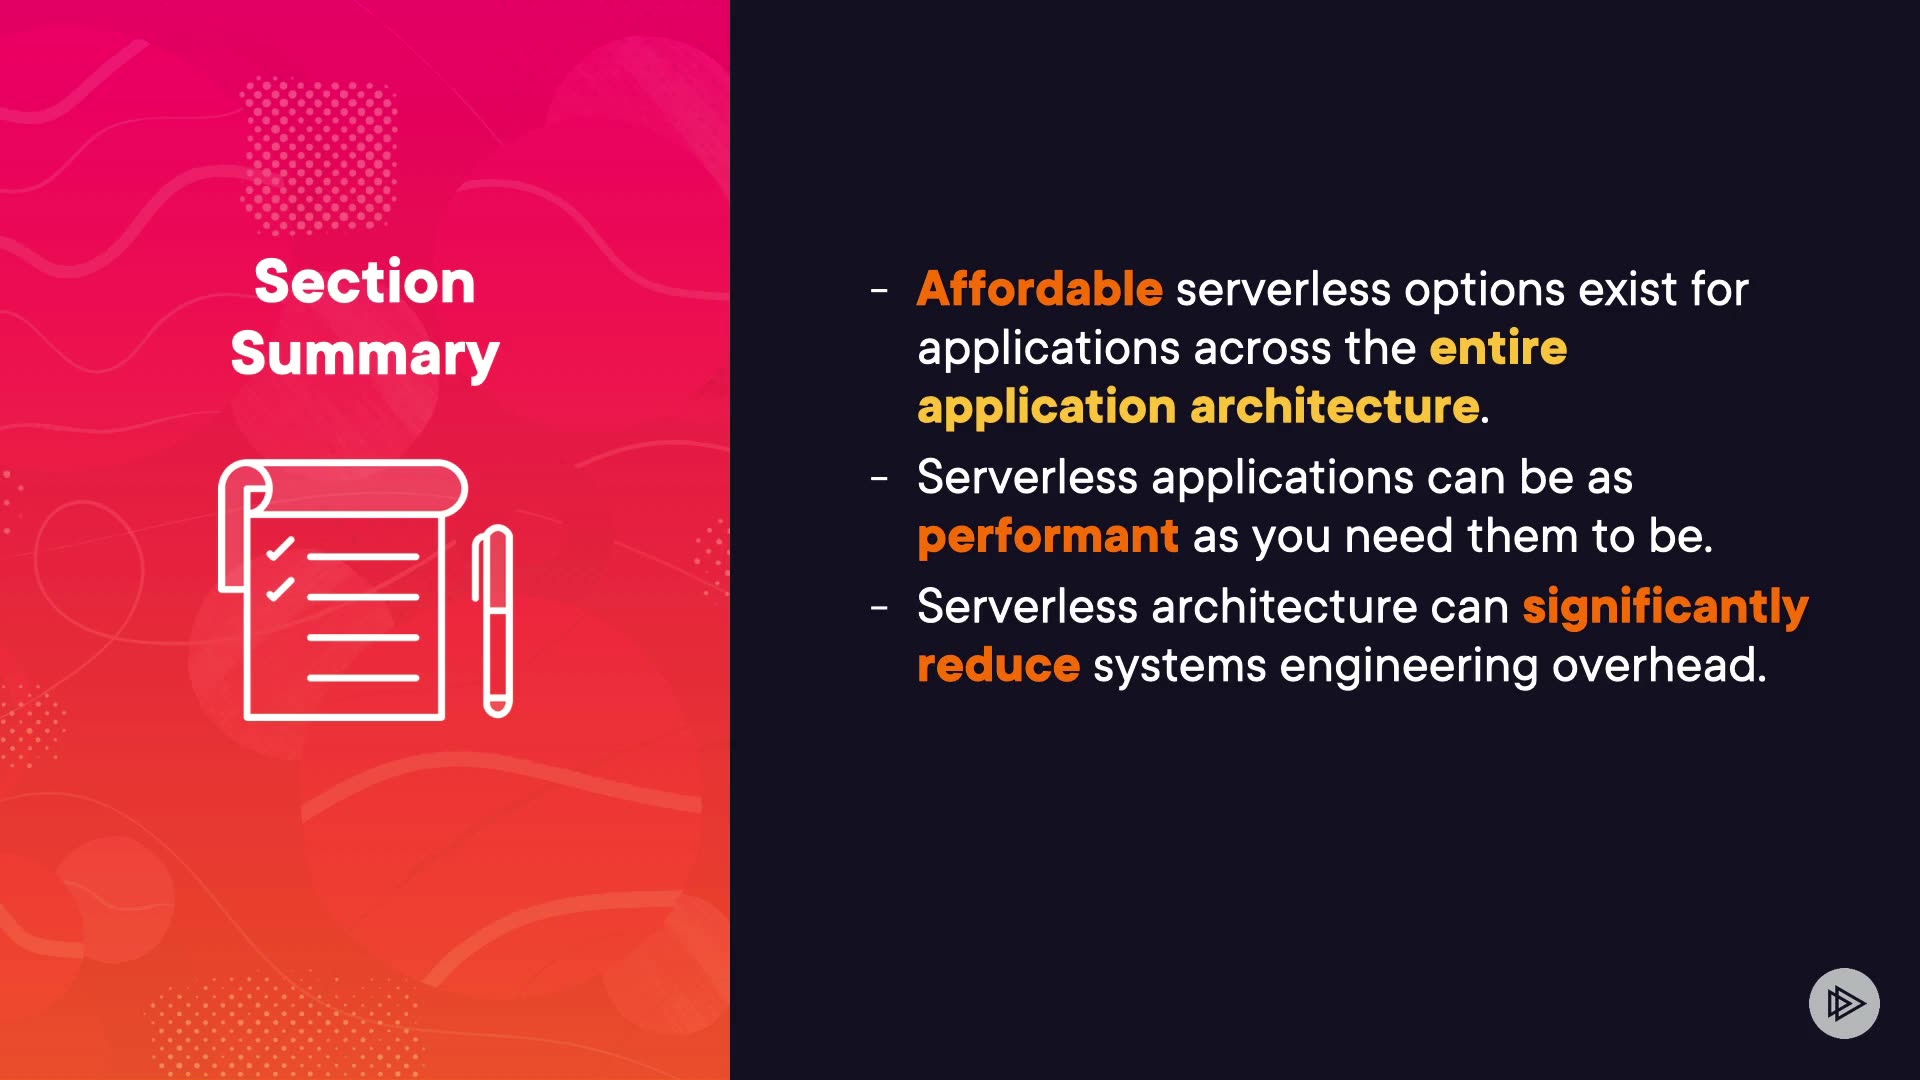 Section
Summary
- Affordable serverless options exist for
applications across the entire
application architecture.
- Serverless applications can be as
performant as you need them to be.
- Serverless architecture can significantly
reduce systems engineering overhead.